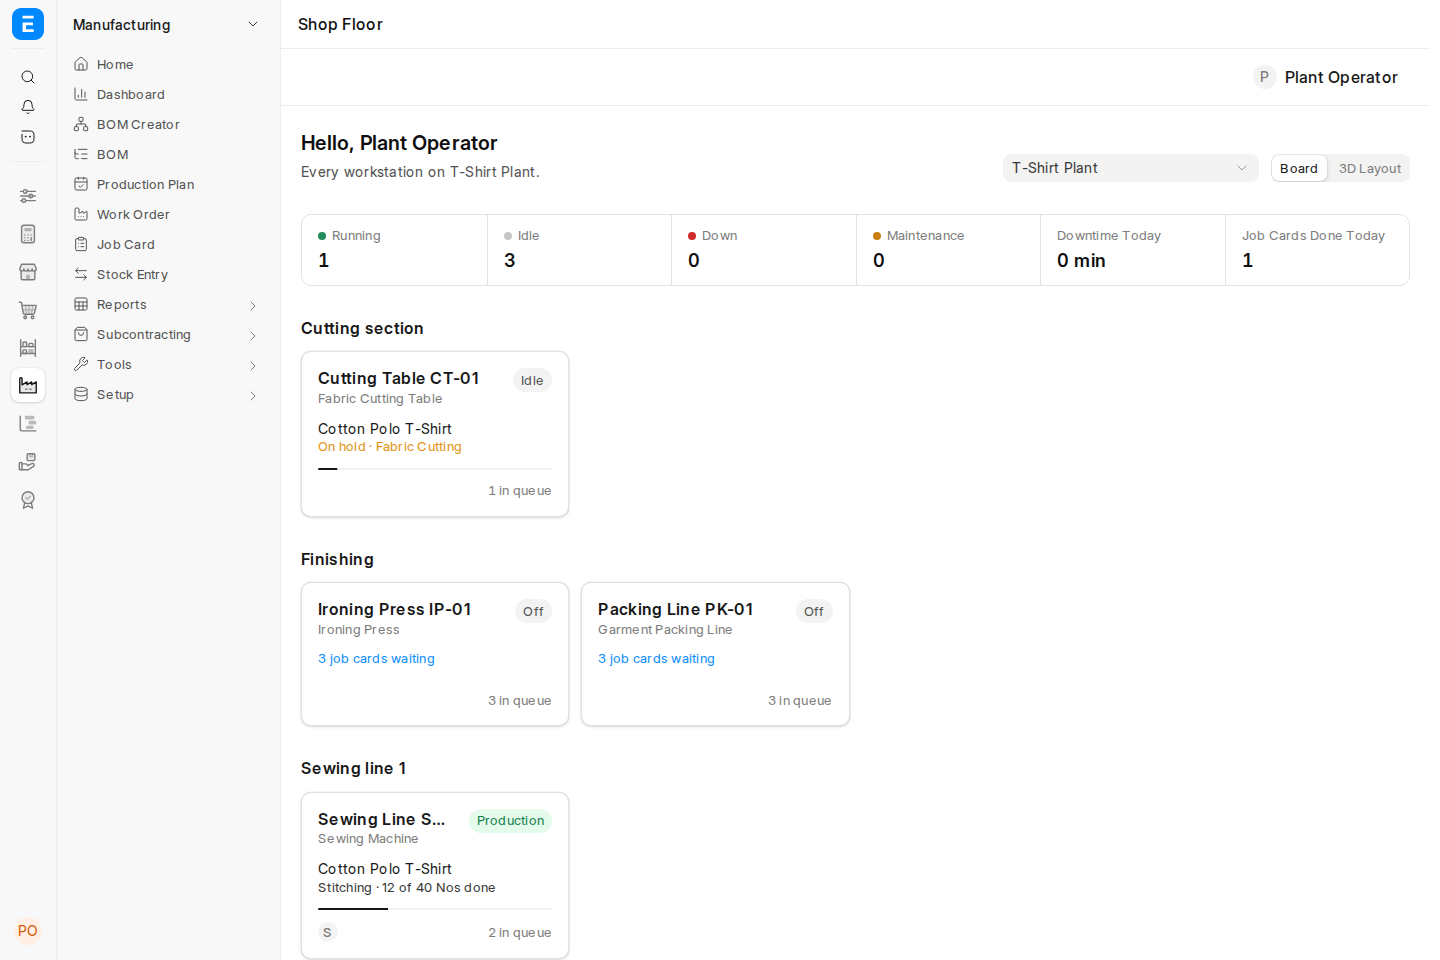 Manufacturing
Home
Dashboard
BOM Creator
BOM
Production Plan
Work Order
Job Card
Stock Entry
Reports
Subcontracting
Tools
Setup
PO
Shop Floor
P Plant Operator
Hello, Plant Operator
Every workstation on T-Shirt Plant.
T-Shirt Plant
Board 3D Layout
Running
1
Idle
3
Down
0
Maintenance
0
Downtime Today
0 min
Job Cards Done Today
1
Cutting section
Cutting Table CT-01 Idle
Fabric Cutting Table
Cotton Polo T-Shirt
On hold · Fabric Cutting
1 in queue
Finishing
Ironing Press IP-01 Off
Ironing Press
3 job cards waiting
3 in queue
Packing Line PK-01 Off
Garment Packing Line
3 job cards waiting
3 in queue
Sewing line 1
Sewing Line S... Production
Sewing Machine
Cotton Polo T-Shirt
Stitching · 12 of 40 Nos done
S 2 in queue